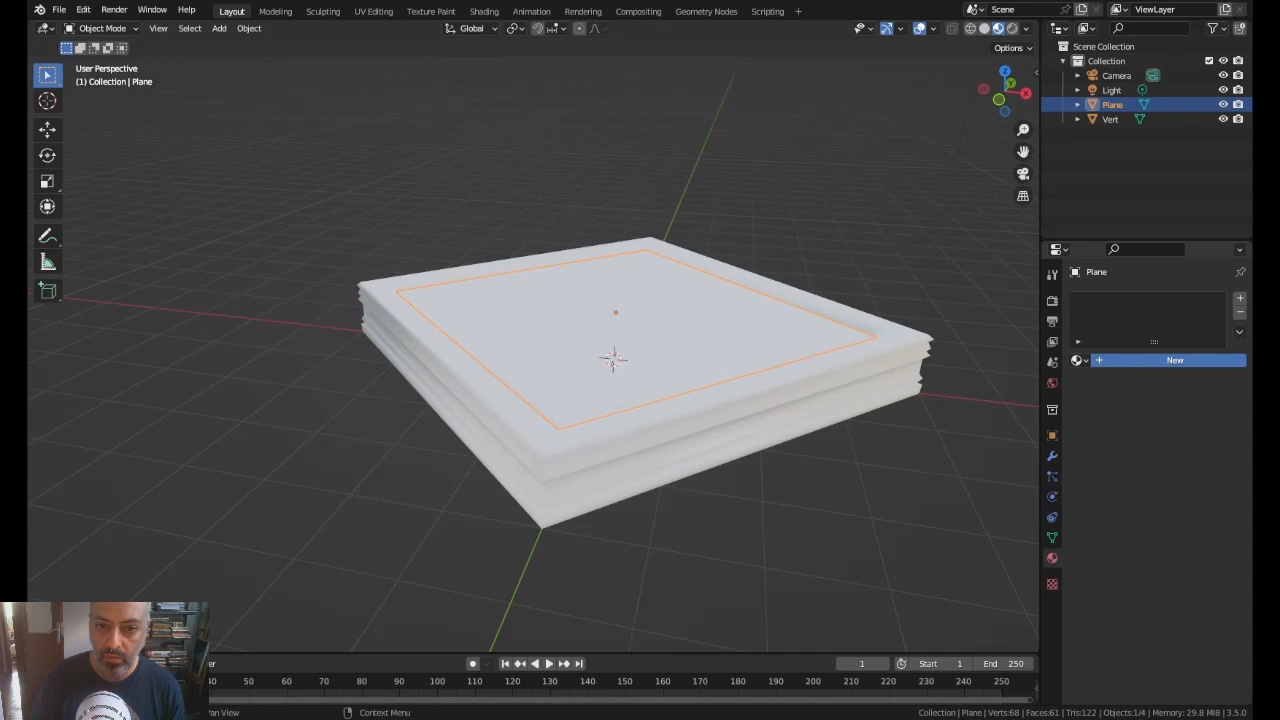 File Edit Render Window Help Layout Modeling Sculpting UV Editing Texture Paint Shading Animation Rendering Compositing Geometry Nodes Scripting + Scene ViewLayer
Object Mode View Select Add Object Global
Options
User Perspective
(1) Collection | Plane
Z
Y
X
Scene Collection
Collection
Camera
Light
Plane
Vert
Plane
New
1 Start 1 End 250
40 50 60 70 80 90 100 110 120 130 140 150 160 170 180 190 200 210 220 230 240 250
Pan View Context Menu Collection | Plane | Verts:68 | Faces:61 | Tris:122 | Objects:1/4 | Memory: 29.8 MiB | 3.5.0